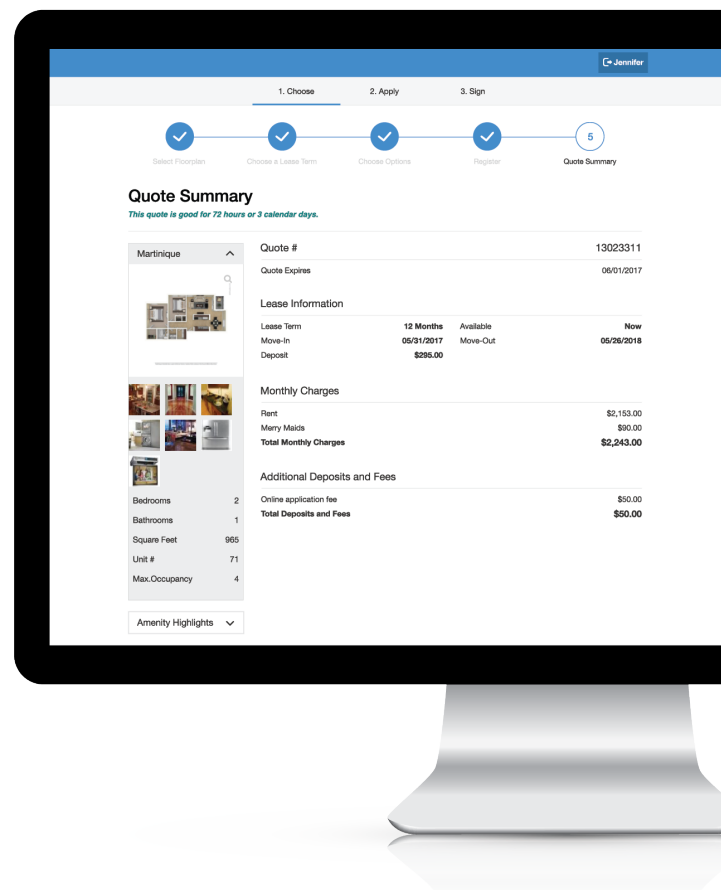 Jennifer
1. Choose 2. Apply 3. Sign
5
Select Floorplan Choose a Lease Term Choose Options Register Quote Summary
Quote Summary
This quote is good for 72 hours or 3 calendar days.
Martinique
Bedrooms 2
Bathrooms 1
Square Feet 965
Unit # 71
Max.Occupancy 4
Amenity Highlights
Quote # 13023311
Quote Expires 06/01/2017
Lease Information
Lease Term 12 Months Available Now
Move-In 05/31/2017 Move-Out 05/26/2018
Deposit $295.00
Monthly Charges
Rent $2,153.00
Merry Maids $90.00
Total Monthly Charges $2,243.00
Additional Deposits and Fees
Online application fee $50.00
Total Deposits and Fees $50.00